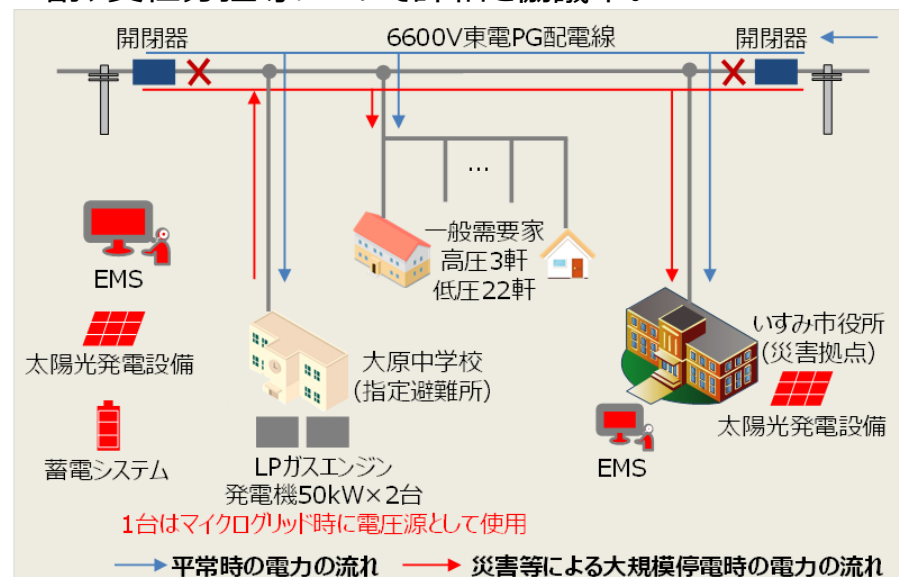 開閉器
6600V東電PG配電線
開閉器
…
一般需要家
高圧3軒
低圧22軒
EMS
太陽光発電設備
蓄電システム
大原中学校
(指定避難所)
LPガスエンジン
発電機50kW×2台
1台はマイクログリッド時に電圧源として使用
いすみ市役所
(災害拠点)
太陽光発電設備
EMS
平常時の電力の流れ
災害等による大規模停電時の電力の流れ